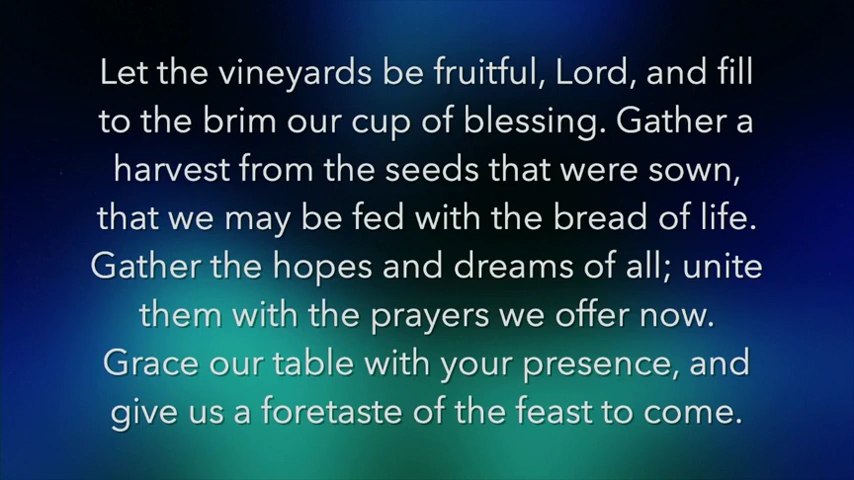 Let the vineyards be fruitful, Lord, and fill
to the brim our cup of blessing. Gather a
harvest from the seeds that were sown,
that we may be fed with the bread of life.
Gather the hopes and dreams of all; unite
them with the prayers we offer now.
Grace our table with your presence, and
give us a foretaste of the feast to come.